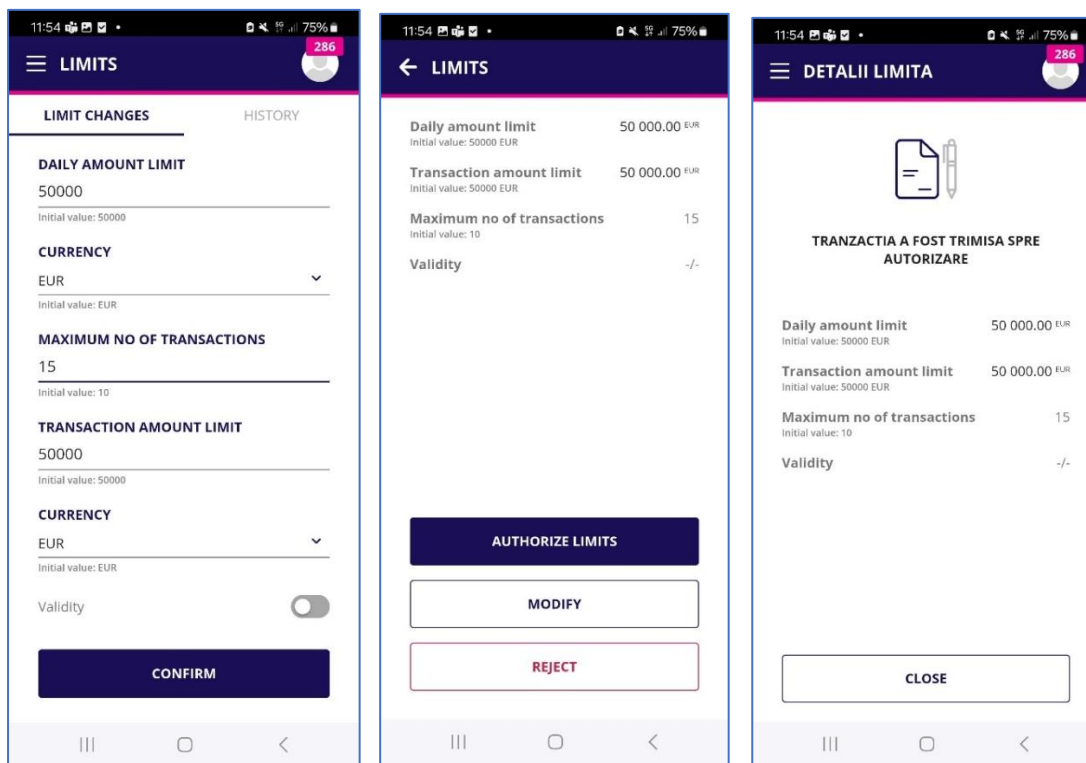 11:54 75%
286
LIMITS
LIMIT CHANGES HISTORY
DAILY AMOUNT LIMIT
50000
Initial value: 50000
CURRENCY
EUR
Initial value: EUR
MAXIMUM NO OF TRANSACTIONS
15
Initial value: 10
TRANSACTION AMOUNT LIMIT
50000
Initial value: 50000
CURRENCY
EUR
Initial value: EUR
Validity
CONFIRM
11:54 5G 75%
LIMITS
Daily amount limit 50 000.00 EUR
Initial value: 50000 EUR
Transaction amount limit 50 000.00 EUR
Initial value: 50000 EUR
Maximum no of transactions 15
Initial value: 10
Validity -/-
AUTHORIZE LIMITS
MODIFY
REJECT
11:54 5G 75%
286
DETALII LIMITA
TRANZACTIA A FOST TRIMISA SPRE
AUTORIZARE
Daily amount limit 50 000.00 EUR
Initial value: 50000 EUR
Transaction amount limit 50 000.00 EUR
Initial value: 50000 EUR
Maximum no of transactions 15
Initial value: 10
Validity -/-
CLOSE